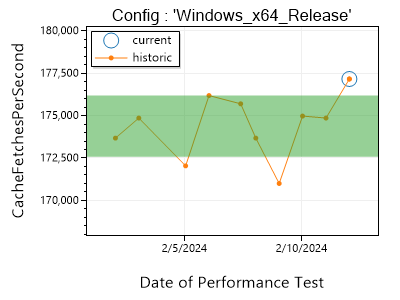 Config : 'Windows_x64_Release'
180,000
177,500
175,000
172,500
170,000
CacheFetchesPerSecond
current
historic
2/5/2024
2/10/2024
Date of Performance Test